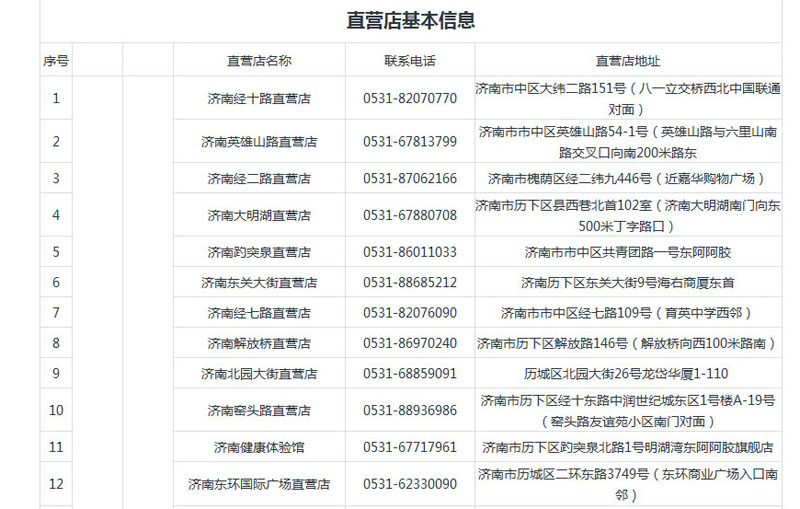 直营店基本信息
序号 直营店名称 联系电话 直营店地址
1 济南经十路直营店 0531-82070770 济南市中区大纬二路151号（八一立交桥西北中国联通
对面）
2 济南英雄山路直营店 0531-67813799 济南市市中区英雄山路54-1号（英雄山路与六里山南
路交叉口向南200米路东
3 济南经二路直营店 0531-87062166 济南市槐荫区经二纬九446号（近嘉华购物广场）
4 济南大明湖直营店 0531-67880708 济南市历下区县西巷北首102室（济南大明湖南门向东
500米丁字路口）
5 济南趵突泉直营店 0531-86011033 济南市市中区共青团路一号东阿阿胶
6 济南东关大街直营店 0531-88685212 济南历下区东关大街9号海右商厦东首
7 济南经七路直营店 0531-82076090 济南市市中区经七路109号（育英中学西邻）
8 济南解放桥直营店 0531-86970240 济南市历下区解放路146号（解放桥向西100米路南）
9 济南北园大街直营店 0531-68859091 历城区北园大街26号龙岱华厦1-110
10 济南窑头路直营店 0531-88936986 济南市历下区经十东路中润世纪城东区1号楼A-19号
（窑头路友谊苑小区南门对面）
11 济南健康体验馆 0531-67717961 济南市历下区趵突泉北路1号明湖湾东阿阿胶旗舰店
12 济南东环国际广场直营店 0531-62330090 济南市历城区二环东路3749号（东环商业广场入口南
邻）